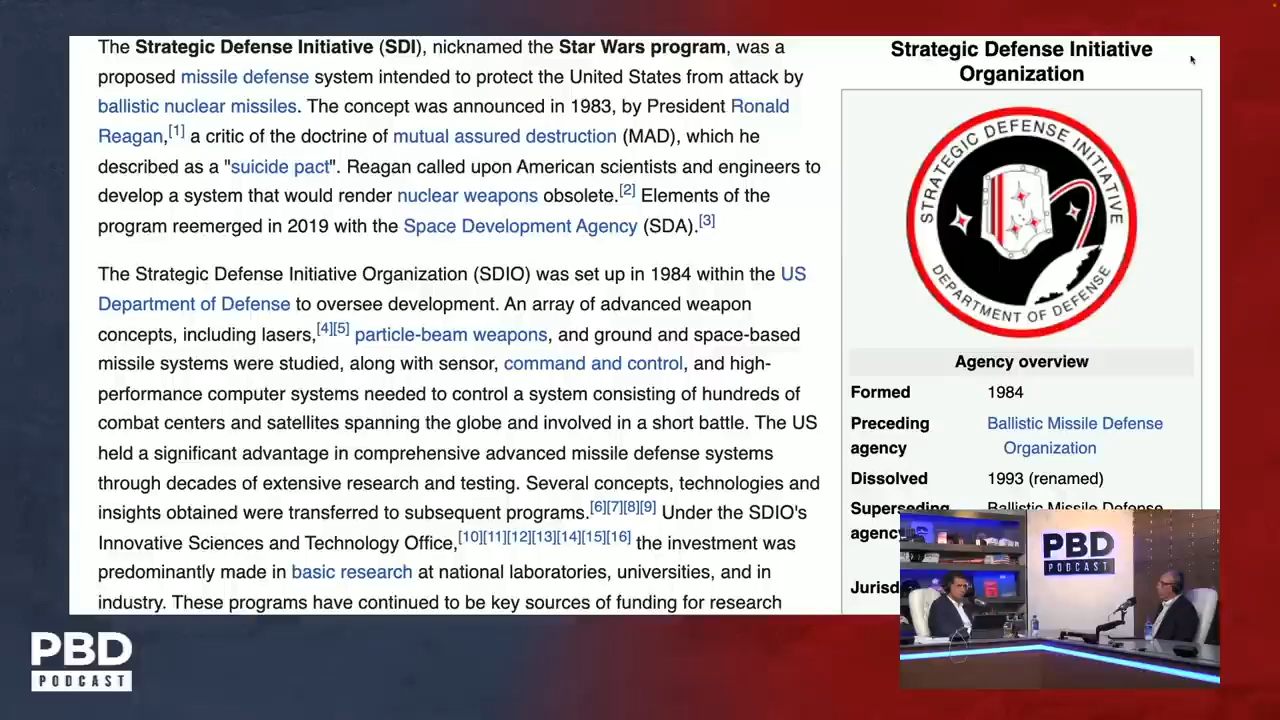 The Strategic Defense Initiative (SDI), nicknamed the Star Wars program, was a
proposed missile defense system intended to protect the United States from attack by
ballistic nuclear missiles. The concept was announced in 1983, by President Ronald
Reagan,[1] a critic of the doctrine of mutual assured destruction (MAD), which he
described as a "suicide pact". Reagan called upon American scientists and engineers to
develop a system that would render nuclear weapons obsolete.[2] Elements of the
program reemerged in 2019 with the Space Development Agency (SDA).[3]
The Strategic Defense Initiative Organization (SDIO) was set up in 1984 within the US
Department of Defense to oversee development. An array of advanced weapon
concepts, including lasers,[4][5] particle-beam weapons, and ground and space-based
missile systems were studied, along with sensor, command and control, and high-
performance computer systems needed to control a system consisting of hundreds of
combat centers and satellites spanning the globe and involved in a short battle. The US
held a significant advantage in comprehensive advanced missile defense systems
through decades of extensive research and testing. Several concepts, technologies and
insights obtained were transferred to subsequent programs.[6][7][8][9] Under the SDIO's
Innovative Sciences and Technology Office,[10][11][12][13][14][15][16] the investment was
predominantly made in basic research at national laboratories, universities, and in
industry. These programs have continued to be key sources of funding for research
Strategic Defense Initiative
Organization
STRATEGIC DEFENSE INITIATIVE
DEPARTMENT OF DEFENSE
Agency overview
Formed 1984
Preceding Ballistic Missile Defense
agency Organization
Dissolved 1993 (renamed)
Superseding Ballistic Missile Defense
agency
Jurisd
PBD
PODCAST
PBD
PODCAST